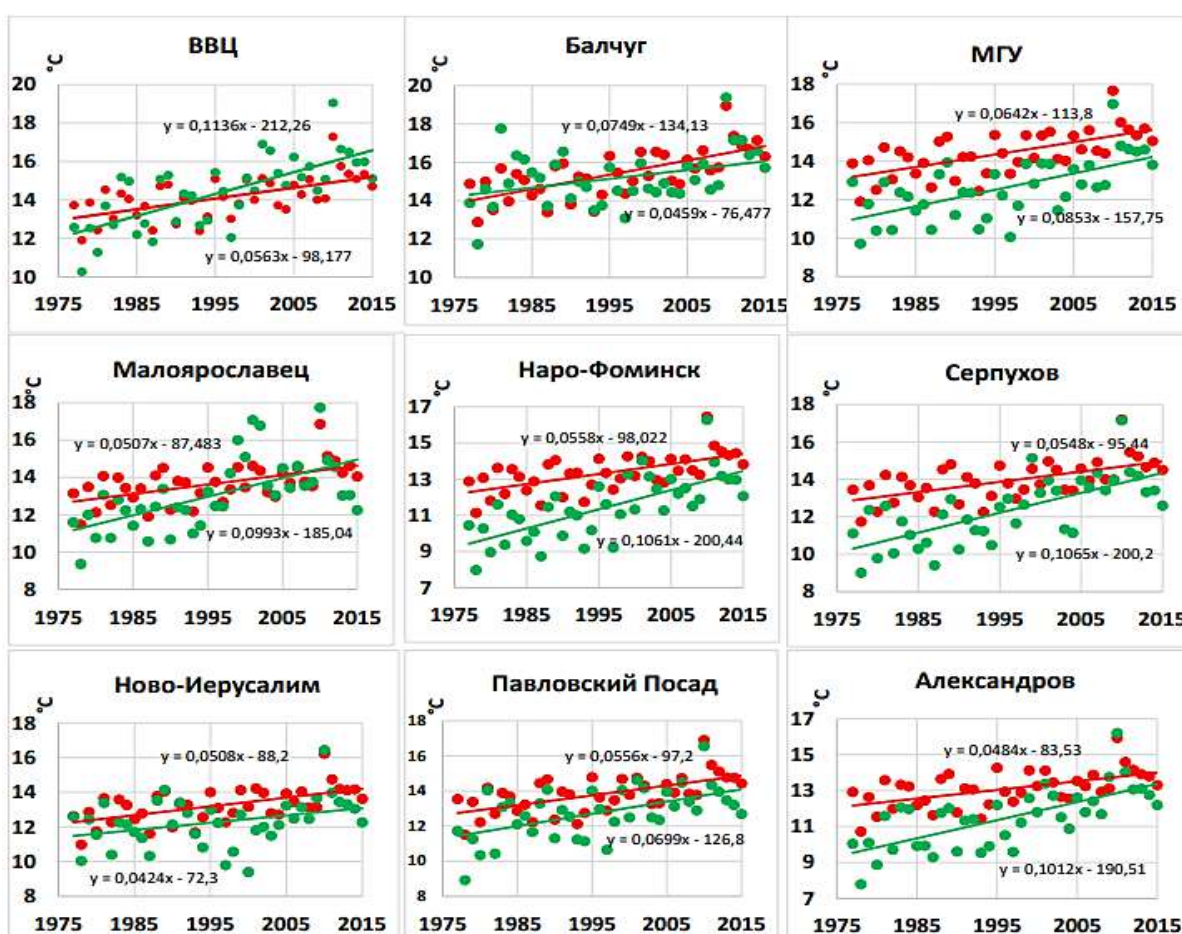 ВВЦ
°C
20
18
16
14
12
10
y = 0,1136x - 212,26
y = 0,0563x - 98,177
1975 1985 1995 2005 2015
Балчуг
°C
20
18
16
14
12
10
y = 0,0749x - 134,13
y = 0,0459x - 76,477
1975 1985 1995 2005 2015
МГУ
°C
18
16
14
12
10
8
y = 0,0642x - 113,8
y = 0,0853x - 157,75
1975 1985 1995 2005 2015
Малоярославец
°C
18
16
14
12
10
8
y = 0,0507x - 87,483
y = 0,0993x - 185,04
1975 1985 1995 2005 2015
Наро-Фоминск
°C
17
15
13
11
9
7
y = 0,0558x - 98,022
y = 0,1061x - 200,44
1975 1985 1995 2005 2015
Серпухов
°C
18
16
14
12
10
8
y = 0,0548x - 95,44
y = 0,1065x - 200,2
1975 1985 1995 2005 2015
Ново-Иерусалим
°C
18
16
14
12
10
8
y = 0,0508x - 88,2
y = 0,0424x - 72,3
1975 1985 1995 2005 2015
Павловский Посад
°C
18
16
14
12
10
8
y = 0,0556x - 97,2
y = 0,0699x - 126,8
1975 1985 1995 2005 2015
Александров
°C
17
15
13
11
9
7
y = 0,0484x - 83,53
y = 0,1012x - 190,51
1975 1985 1995 2005 2015